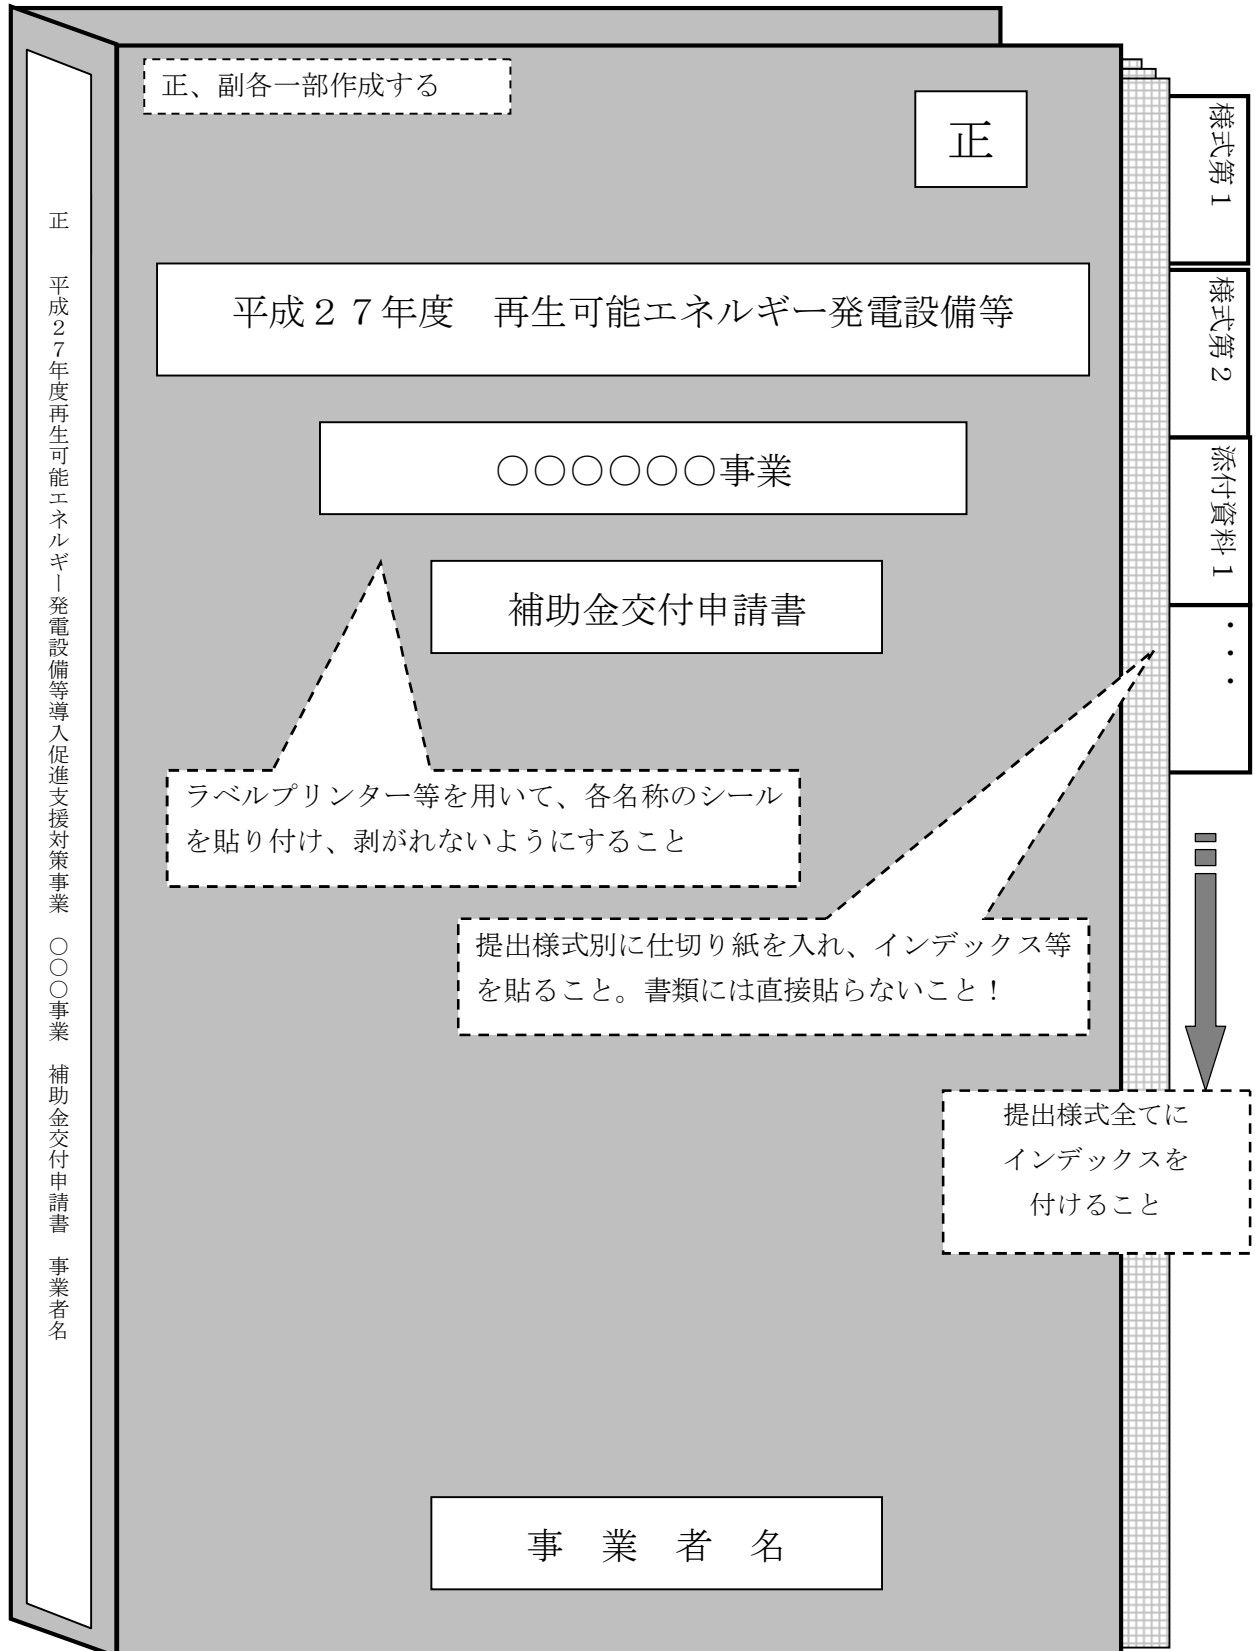 正、副各一部作成する
正
平成２７年度　再生可能エネルギー発電設備等
○○○○○○事業
補助金交付申請書
ラベルプリンター等を用いて、各名称のシール
を貼り付け、剥がれないようにすること
提出様式別に仕切り紙を入れ、インデックス等
を貼ること。書類には直接貼らないこと！
提出様式全てに
インデックスを
付けること
事　業　者　名
様式第１
様式第２
添付資料１
・・・
正　平成２７年度再生可能エネルギー発電設備等導入促進支援対策事業　○○○事業　補助金交付申請書　事業者名